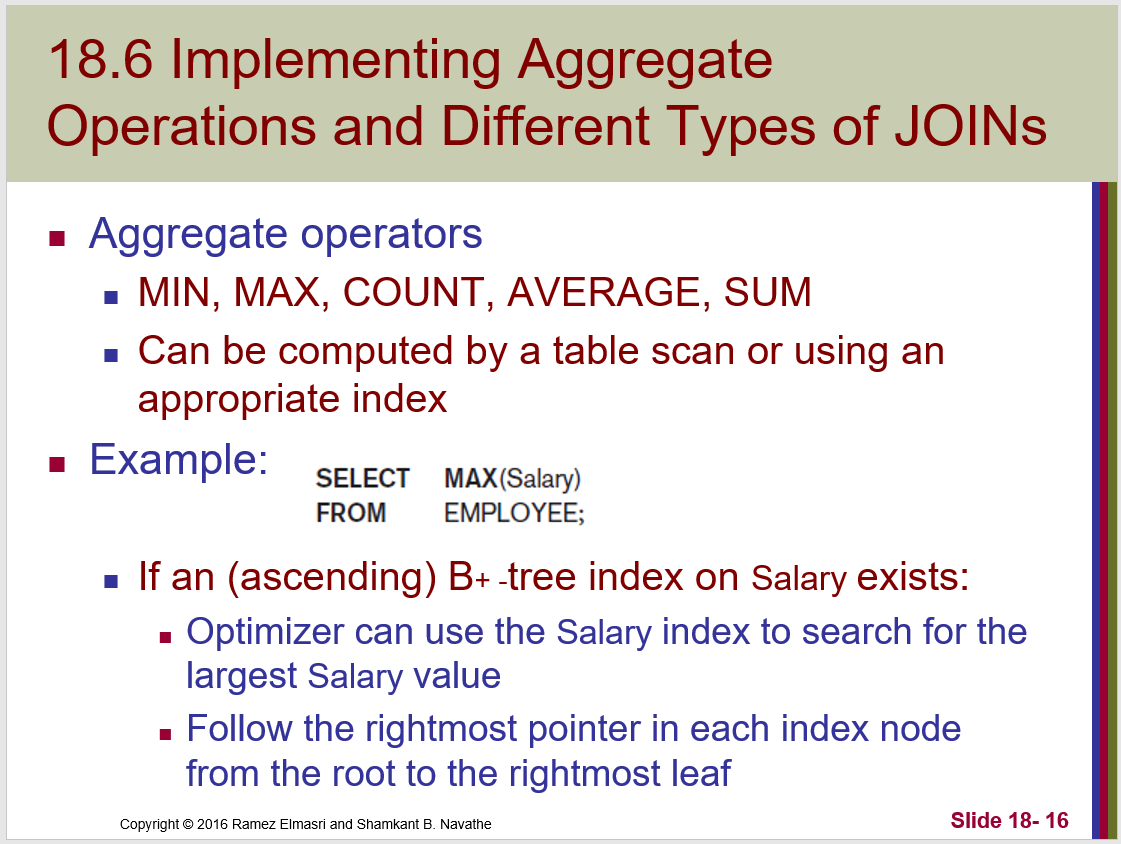 18.6 Implementing Aggregate
Operations and Different Types of JOINs
Aggregate operators
MIN, MAX, COUNT, AVERAGE, SUM
Can be computed by a table scan or using an
appropriate index
Example:
SELECT MAX(Salary)
FROM EMPLOYEE;
If an (ascending) B+ -tree index on Salary exists:
Optimizer can use the Salary index to search for the
largest Salary value
Follow the rightmost pointer in each index node
from the root to the rightmost leaf
Copyright © 2016 Ramez Elmasri and Shamkant B. Navathe
Slide 18- 16